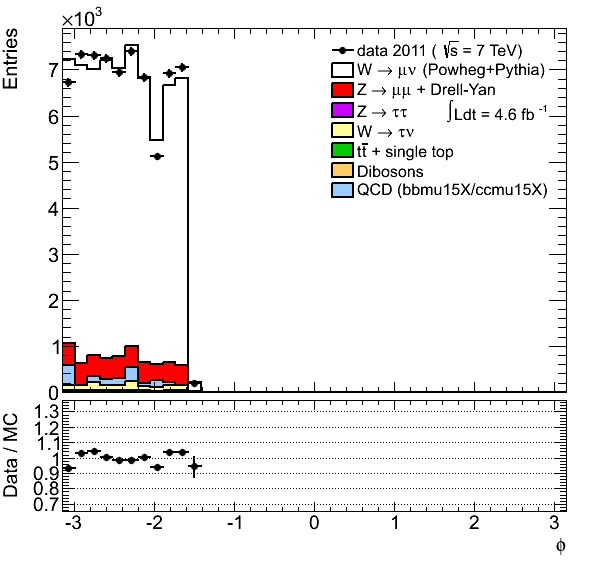 ×10³
Entries
7
6
5
4
3
2
1
0
data 2011 ( √s = 7 TeV)
W → μν (Powheg+Pythia)
Z → μμ + Drell-Yan
Z → ττ ∫Ldt = 4.6 fb⁻¹
W → τν
tt̄ + single top
Dibosons
QCD (bbmu15X/ccmu15X)
Data / MC
1.3
1.2
1.1
1
0.9
0.8
0.7
-3 -2 -1 0 1 2 3
ϕ